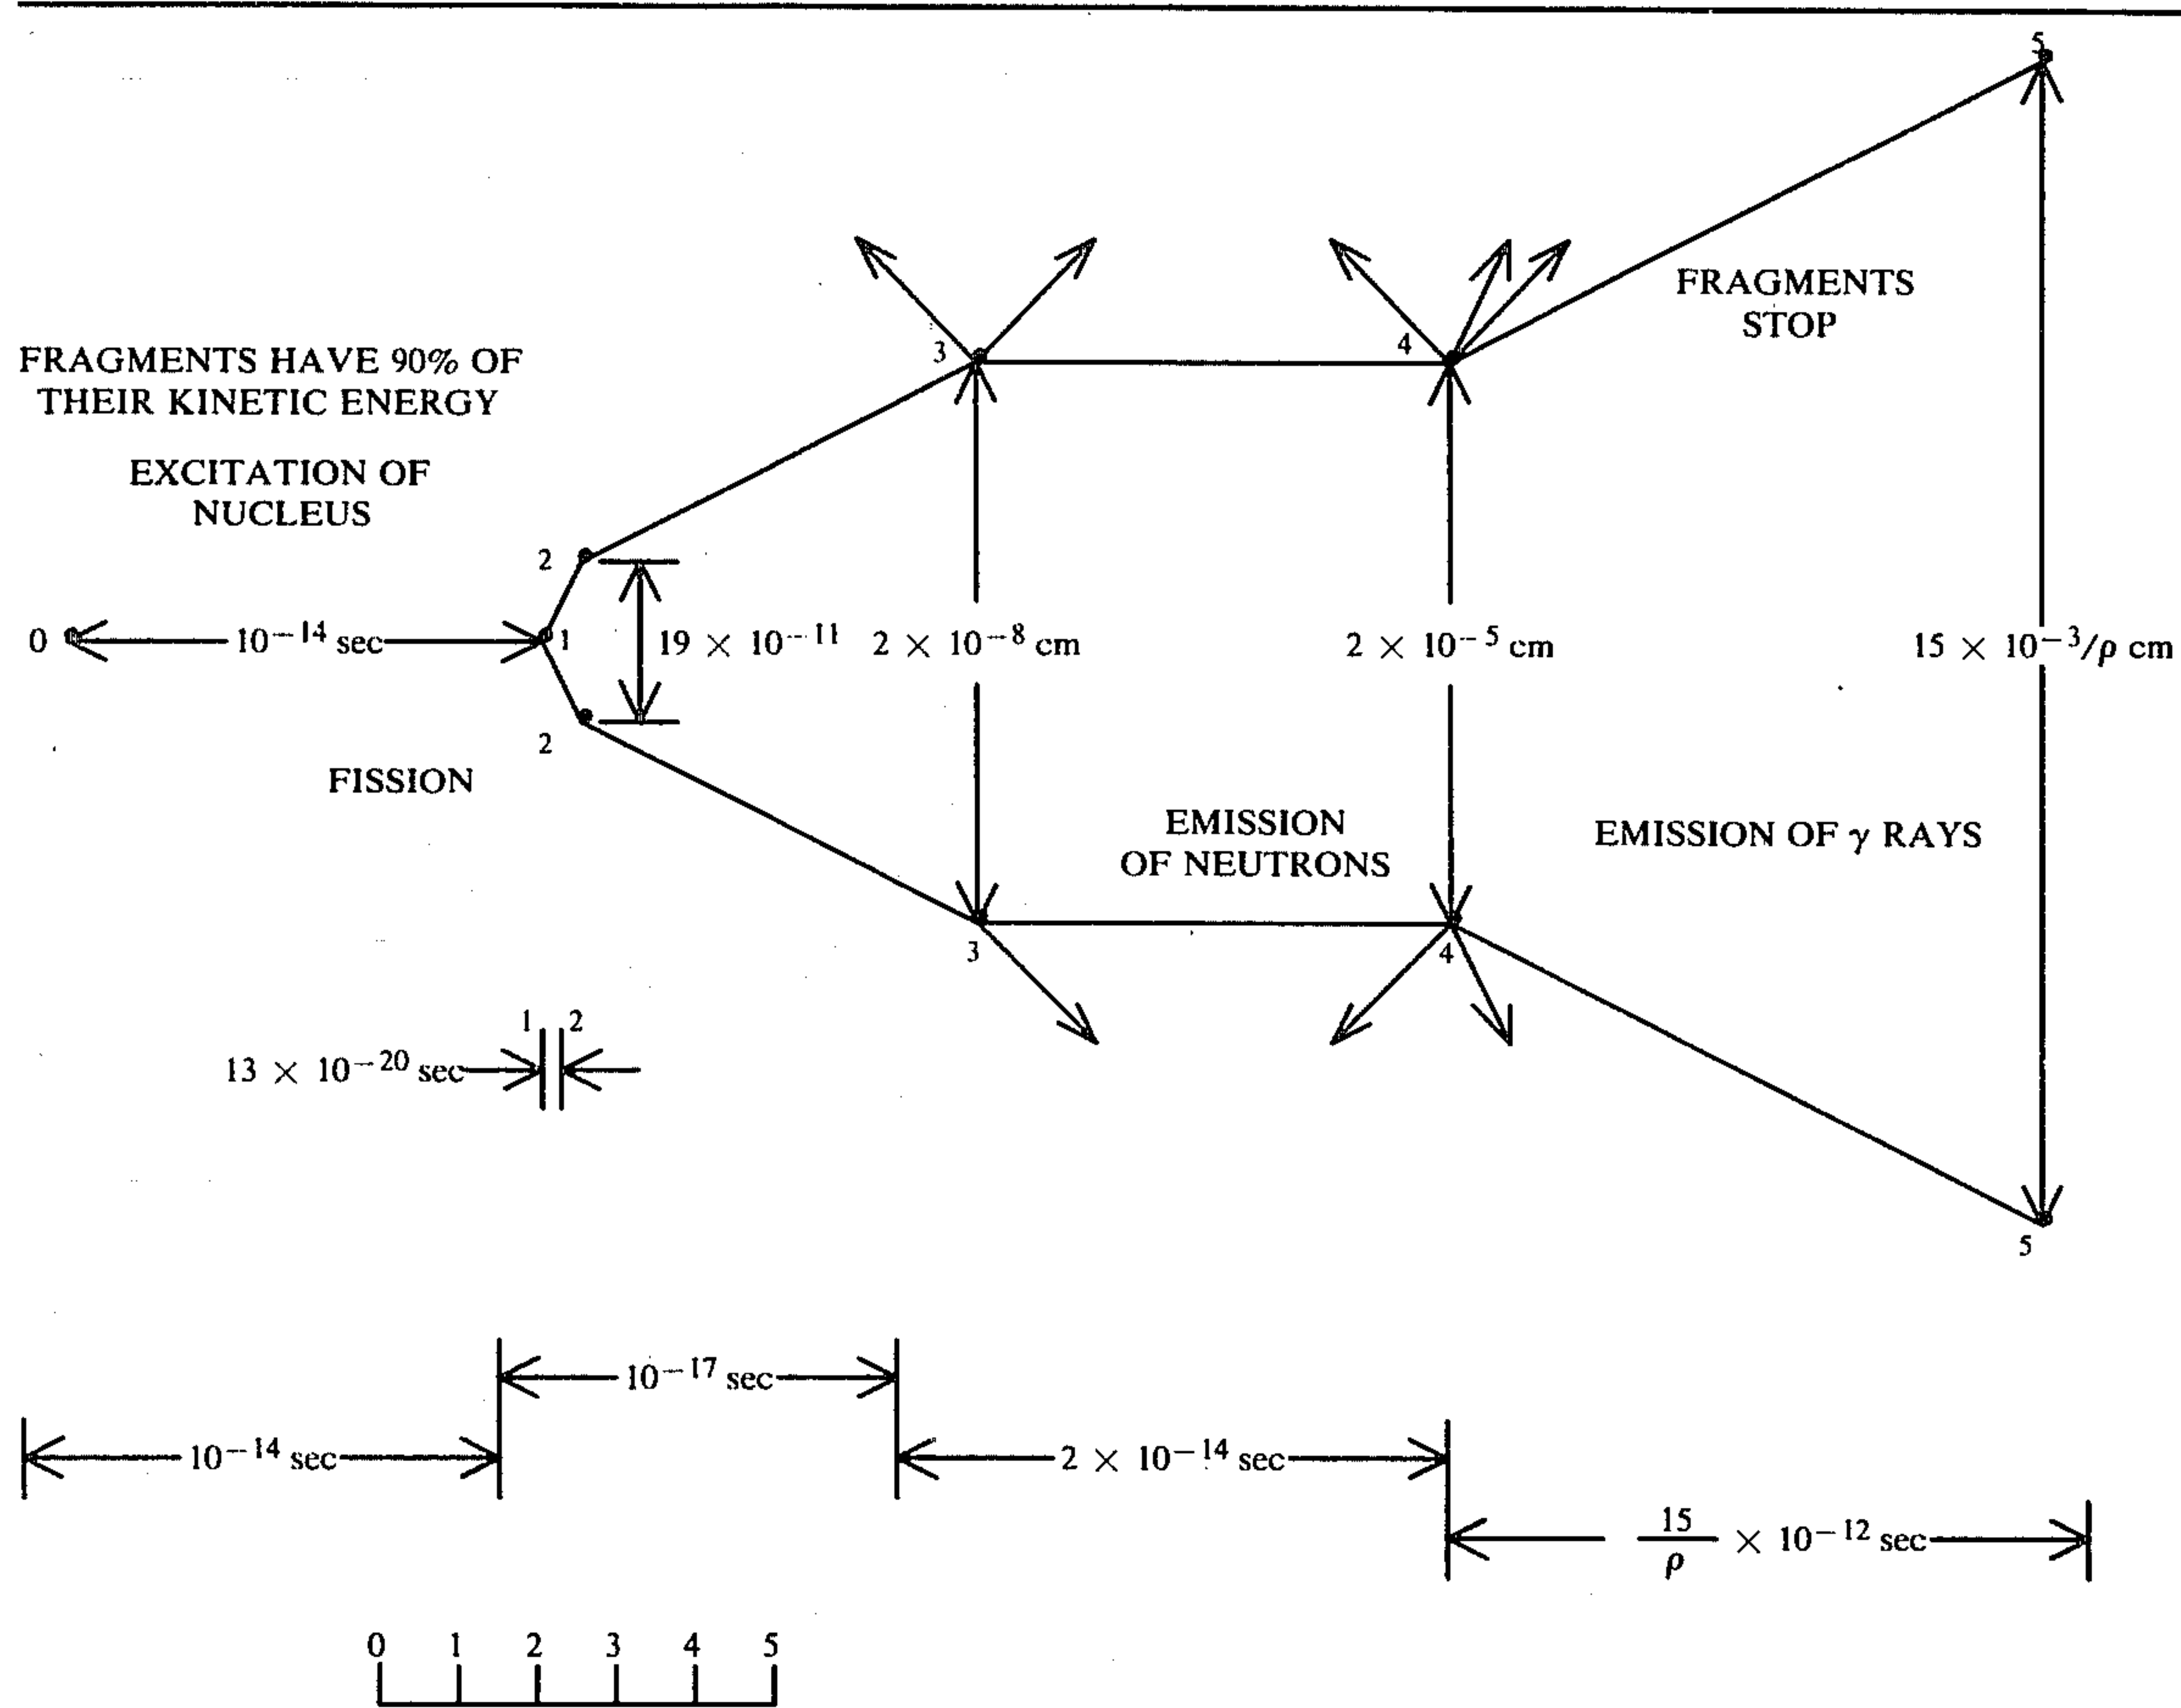 5
3
4
FRAGMENTS
STOP
FRAGMENTS HAVE 90% OF
THEIR KINETIC ENERGY
EXCITATION OF
NUCLEUS
2
0
10⁻¹⁴ sec
1
19 × 10⁻¹¹
2 × 10⁻⁸ cm
2 × 10⁻⁵ cm
15 × 10⁻³/ρ cm
2
FISSION
EMISSION
OF NEUTRONS
EMISSION OF γ RAYS
3
4
1 2
13 × 10⁻²⁰ sec
5
10⁻¹⁷ sec
10⁻¹⁴ sec
2 × 10⁻¹⁴ sec
15/ρ × 10⁻¹² sec
0 1 2 3 4 5